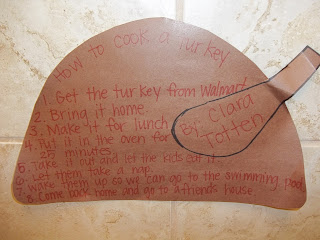 How to cook a Turkey
1. Get the turkey from Walmart
2. Bring it home.
3. Make it for lunch
4. Put it in the oven for
25 minutes.
5. Take it out and let the kids eat it.
6. Let them take a nap.
7. Wake them up so we can go to the swimming pool
8. Come back home and go to a friends house.
By: Clara
Totten